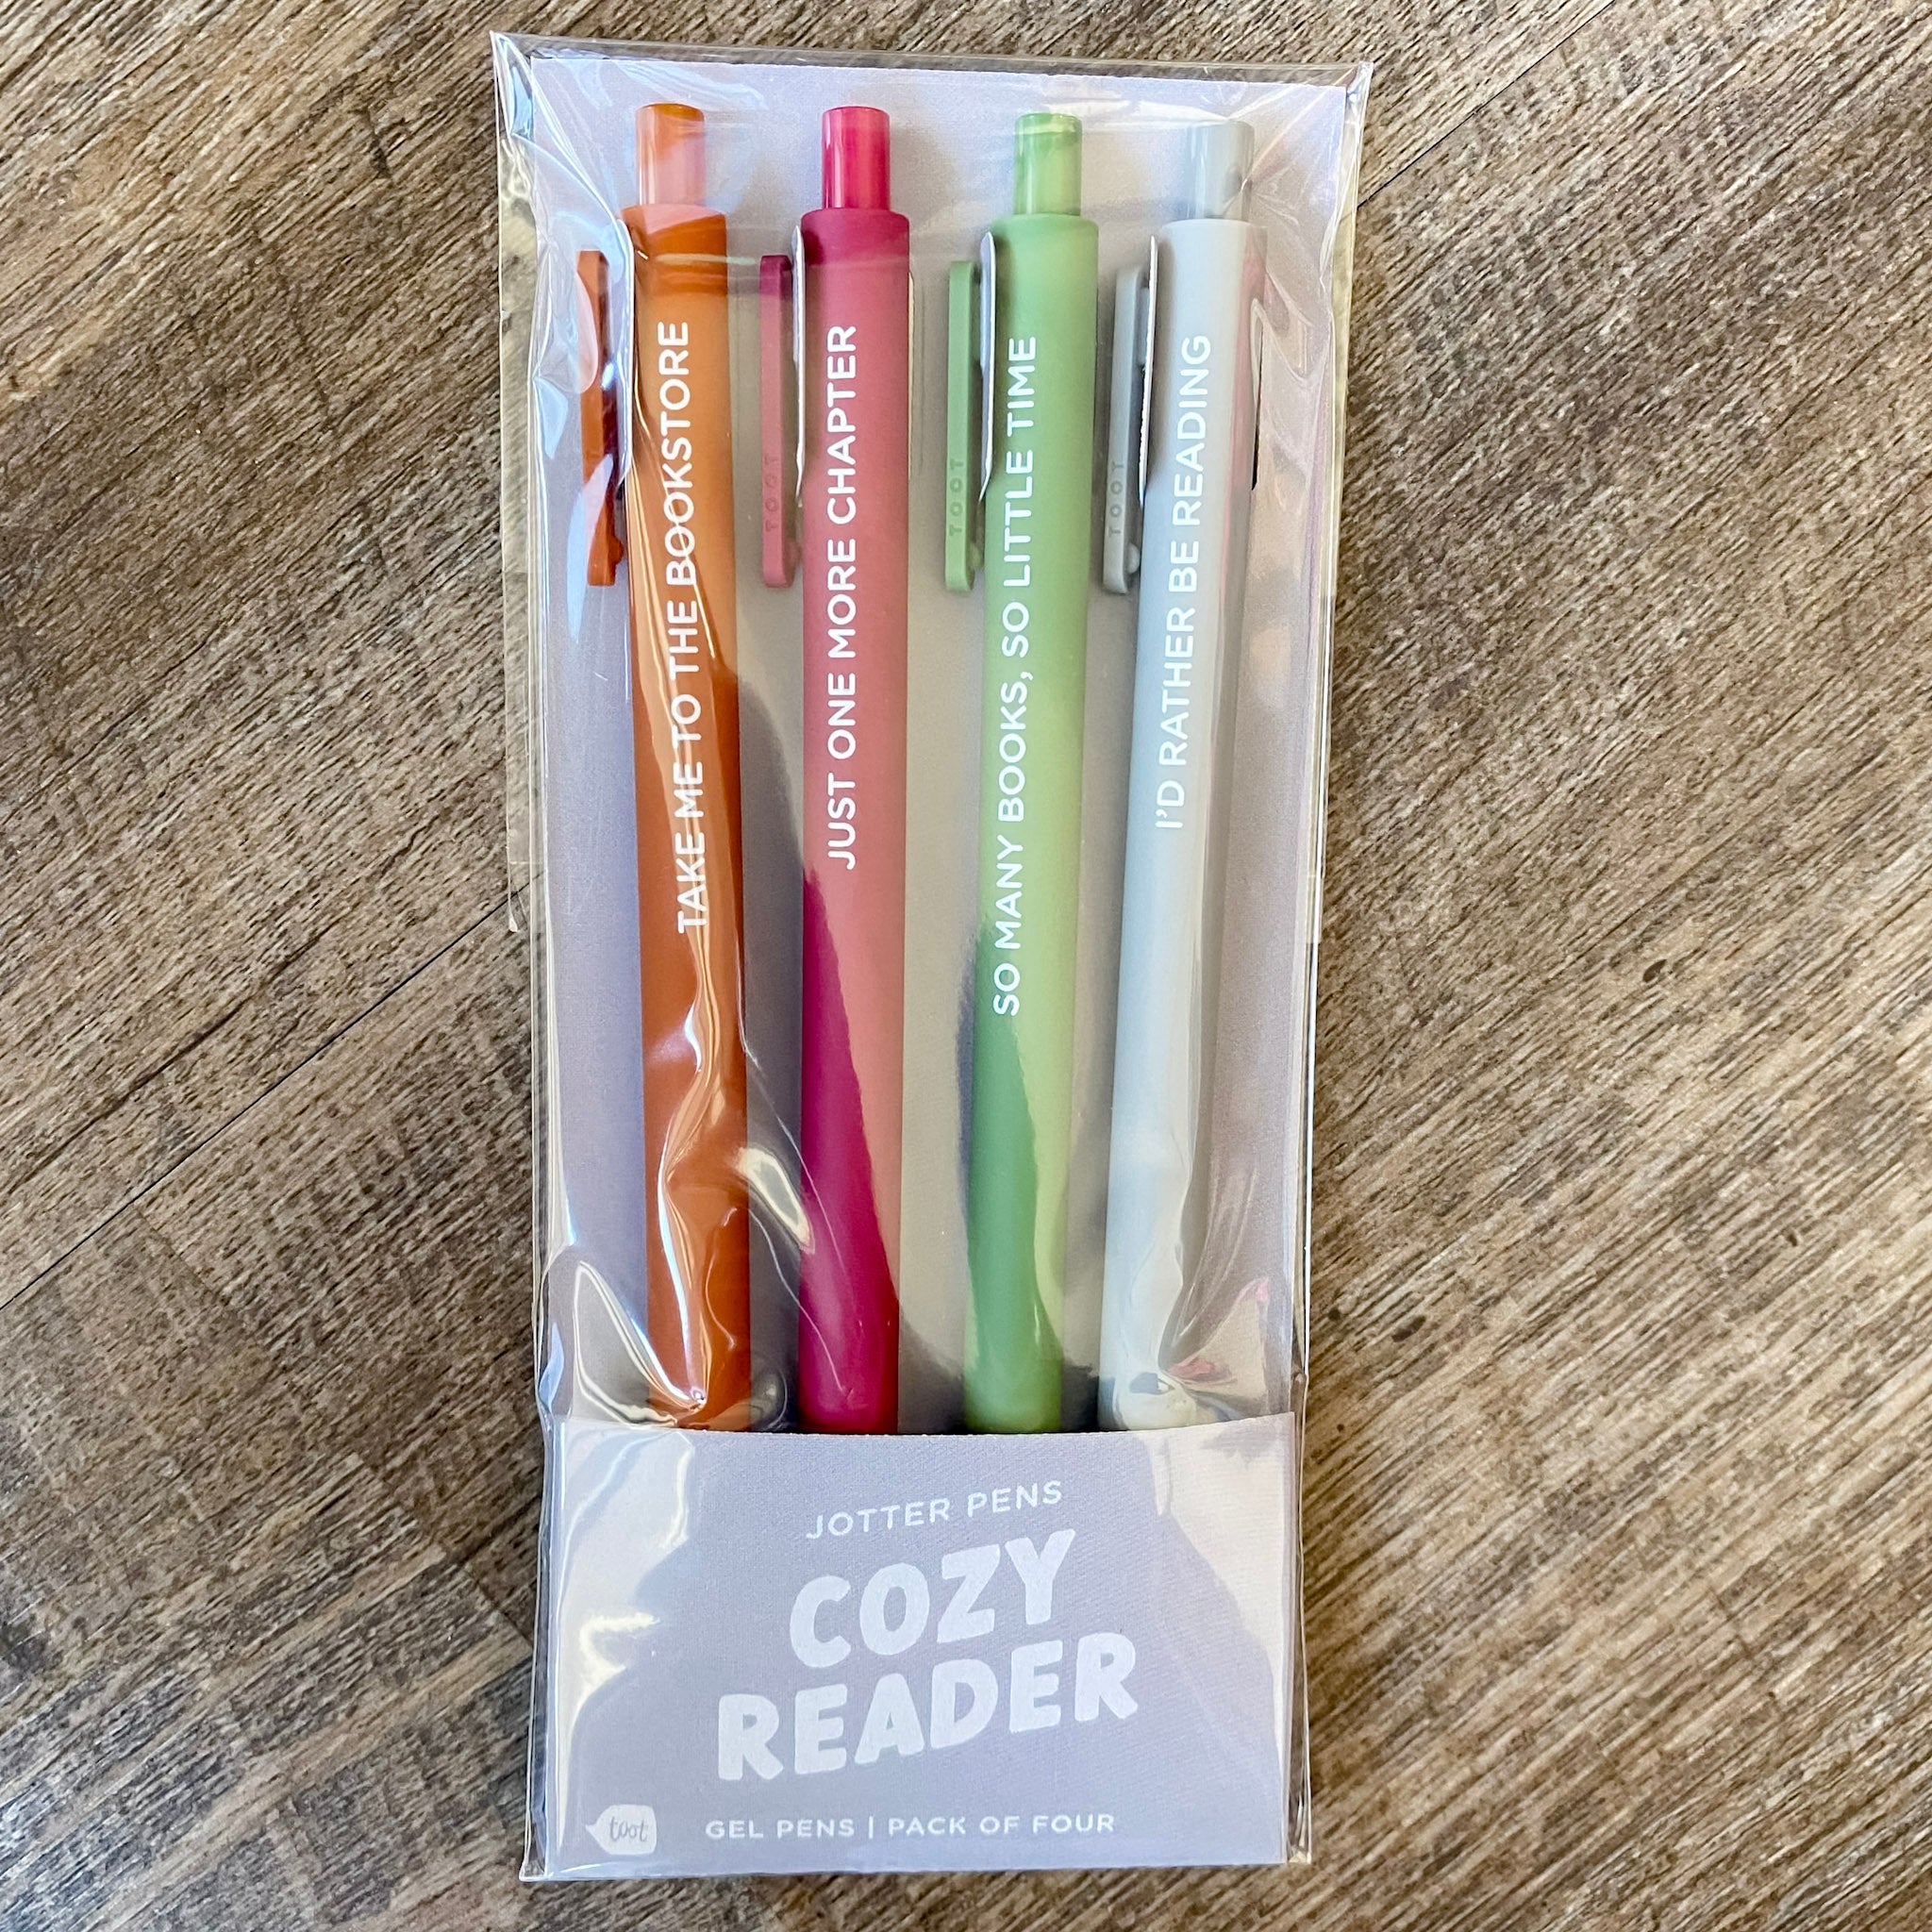 TAKE ME TO THE BOOKSTORE
JUST ONE MORE CHAPTER
SO MANY BOOKS, SO LITTLE TIME
I'D RATHER BE READING
TOOT
TOOT
TOOT
JOTTER PENS
COZY
READER
toot
GEL PENS | PACK OF FOUR